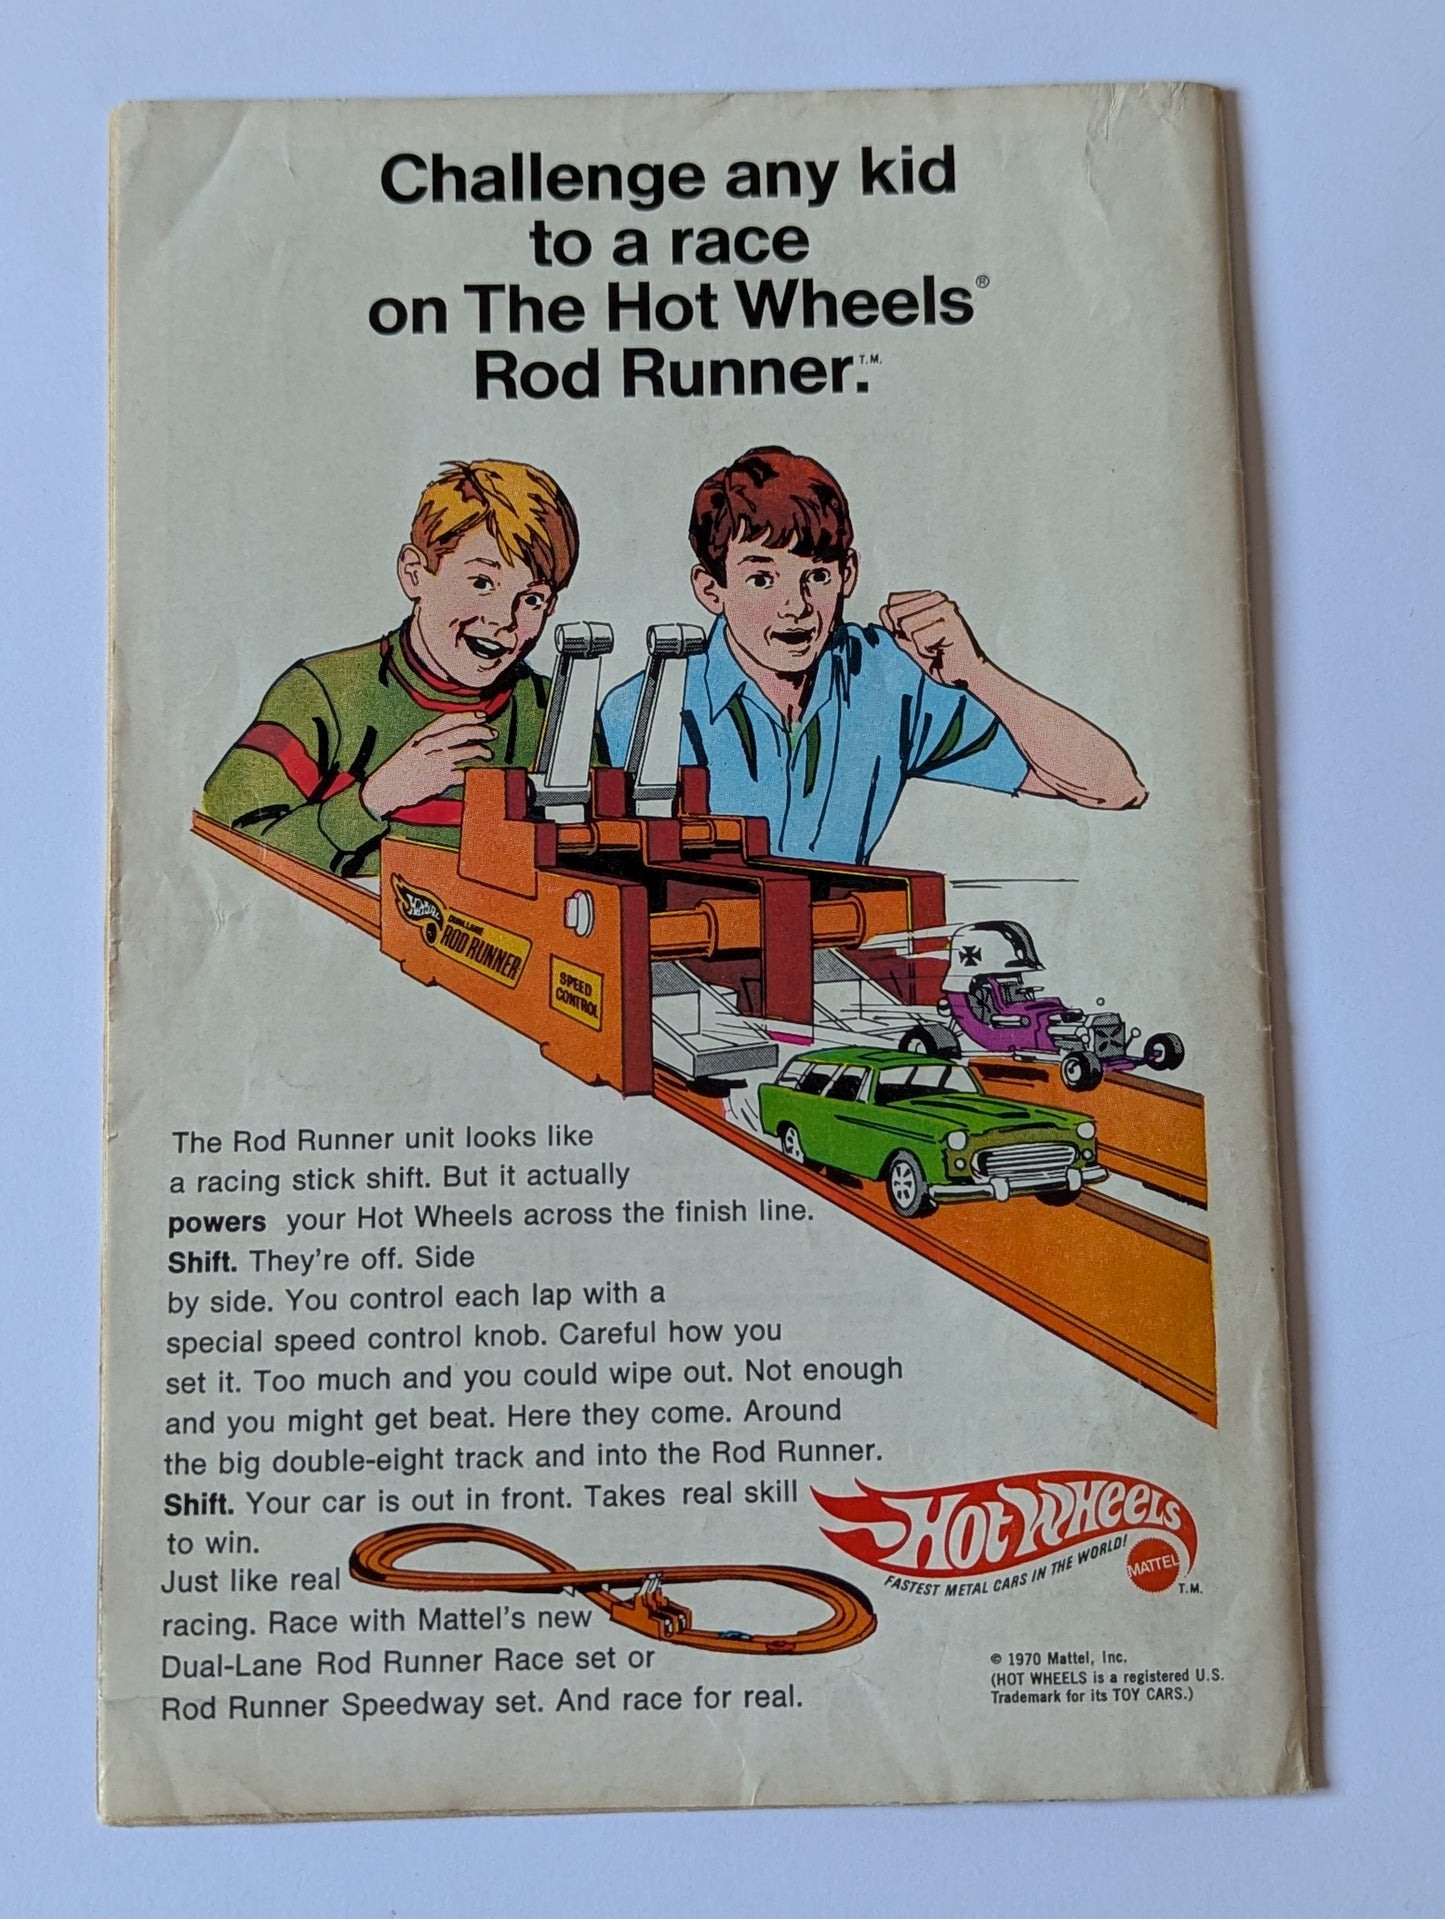 Challenge any kid
to a race
on The Hot Wheels®
Rod Runner.T.M.
Hot Wheels
DUAL-LANE
ROD RUNNER
SPEED
CONTROL
The Rod Runner unit looks like
a racing stick shift. But it actually
powers your Hot Wheels across the finish line.
Shift. They're off. Side
by side. You control each lap with a
special speed control knob. Careful how you
set it. Too much and you could wipe out. Not enough
and you might get beat. Here they come. Around
the big double-eight track and into the Rod Runner.
Shift. Your car is out in front. Takes real skill
to win.
Just like real
racing. Race with Mattel's new
Dual-Lane Rod Runner Race set or
Rod Runner Speedway set. And race for real.
HOT WHEELS
FASTEST METAL CARS IN THE WORLD!
MATTEL
T.M.
© 1970 Mattel, Inc.
(HOT WHEELS is a registered U.S.
Trademark for its TOY CARS.)